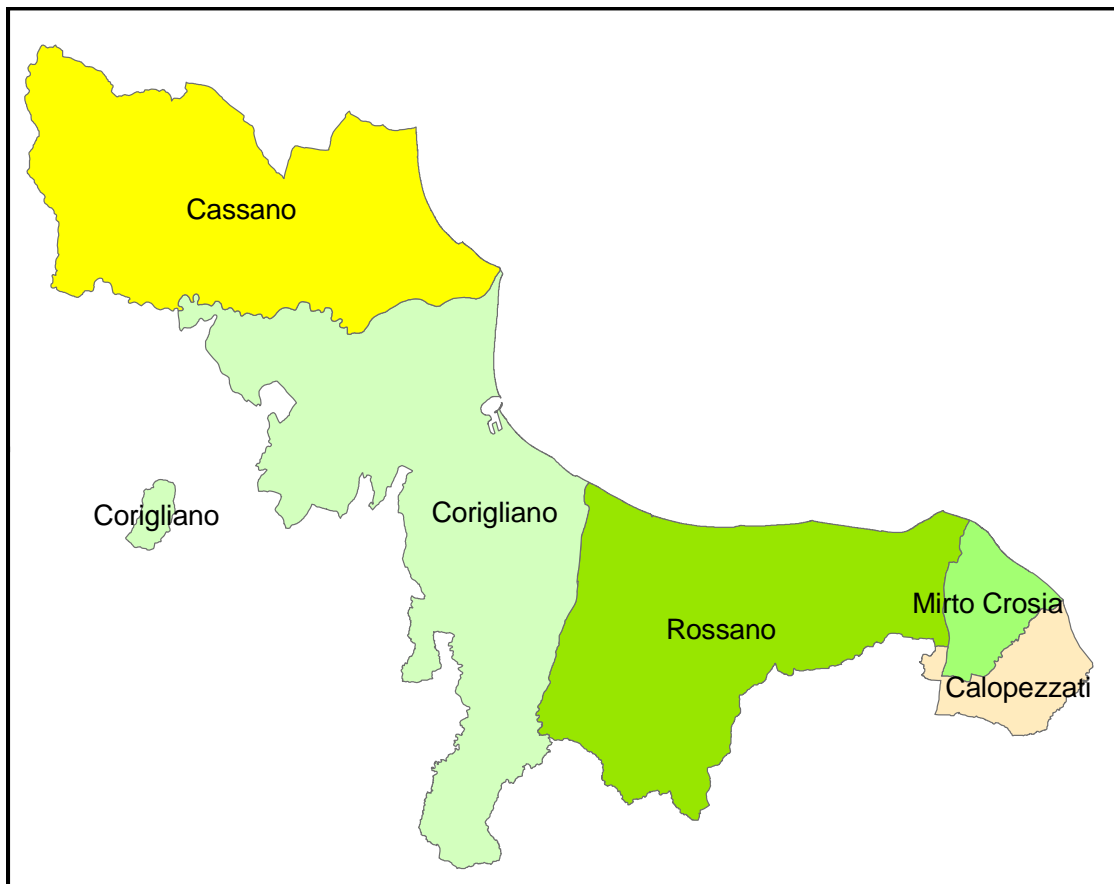 Cassano
Corigliano
Corigliano
Rossano
Mirto Crosia
Calopezzati